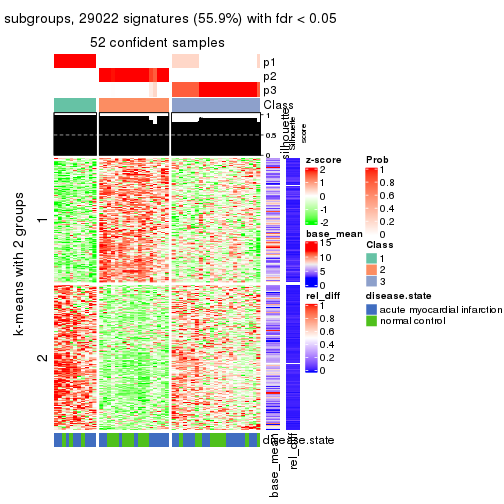 subgroups, 29022 signatures (55.9%) with fdr < 0.05
52 confident samples
p1
p2
p3
Class
1
0.5
0
silhouette
Silhouette
score
k-means with 2 groups
1
2
disease.state
base_mean
rel_diff
z-score
2
1
0
-1
-2
base_mean
15
10
5
0
rel_diff
1
0.8
0.6
0.4
0.2
0
Prob
1
0.8
0.6
0.4
0.2
0
Class
1
2
3
disease.state
acute myocardial infarction
normal control